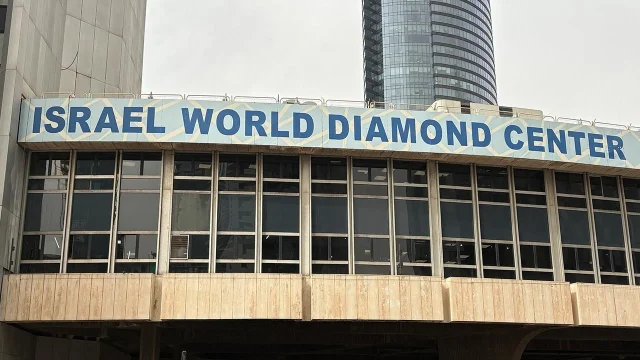 ISRAEL WORLD DIAMOND CENTER